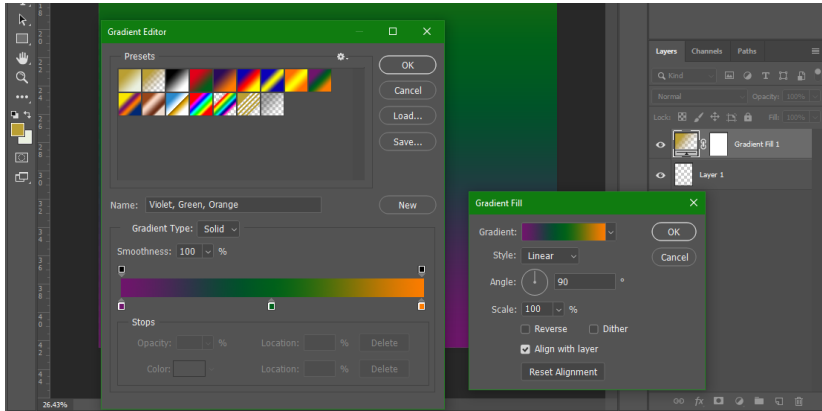 Gradient Editor
Presets
OK
Cancel
Load...
Save...
Name: Violet, Green, Orange
New
Gradient Type: Solid
Smoothness: 100 %
Stops
Opacity: % Location: % Delete
Color: Location: % Delete
26.43%
Gradient Fill
Gradient: OK
Style: Linear Cancel
Angle: 90 °
Scale: 100 %
Reverse Dither
Align with layer
Reset Alignment
Layers Channels Paths
Kind
Normal Opacity: 100%
Lock: Fill: 100%
Gradient Fill 1
Layer 1
fx